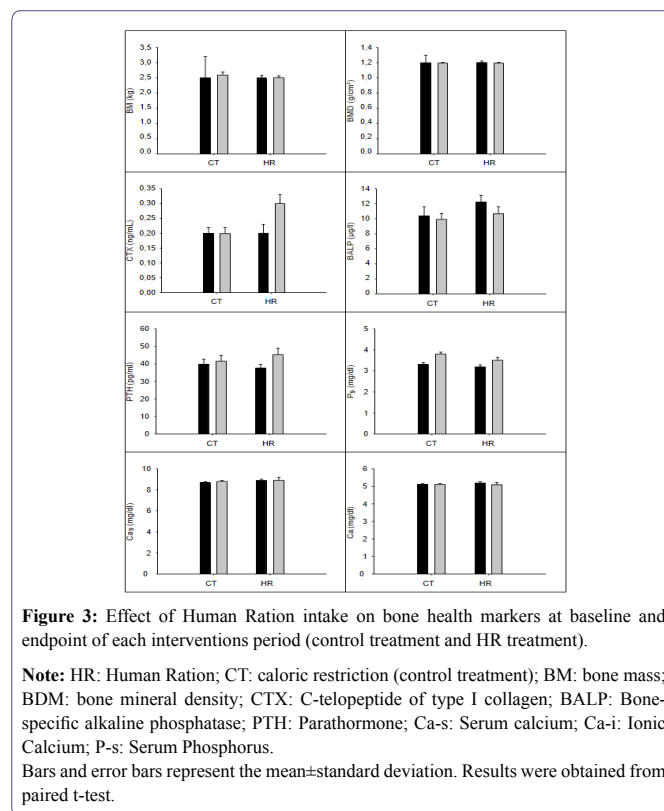 3,5
3,0
2,5
2,0
1,5
1,0
0,5
0,0
BM (kg)
CT HR
1,4
1,2
1,0
0,8
0,6
0,4
0,2
0,0
BMD (g/cm²)
CT HR
0,35
0,30
0,25
0,20
0,15
0,10
0,05
0,00
CTX (ng/mL)
CT HR
14
12
10
8
6
4
2
0
BALP (µg/l)
CT HR
60
50
40
30
20
10
0
PTH (pg/ml)
CT HR
5
4
3
2
1
0
Ps (mg/dl)
CT HR
10
8
6
4
2
0
Cas (mg/dl)
CT HR
6
5
4
3
2
1
0
Ca (mg/dl)
CT HR
Figure 3: Effect of Human Ration intake on bone health markers at baseline and
endpoint of each interventions period (control treatment and HR treatment).
Note: HR: Human Ration; CT: caloric restriction (control treatment); BM: bone mass;
BDM: bone mineral density; CTX: C-telopeptide of type I collagen; BALP: Bone-
specific alkaline phosphatase; PTH: Parathormone; Ca-s: Serum calcium; Ca-i: Ionic
Calcium; P-s: Serum Phosphorus.
Bars and error bars represent the mean±standard deviation. Results were obtained from
paired t-test.